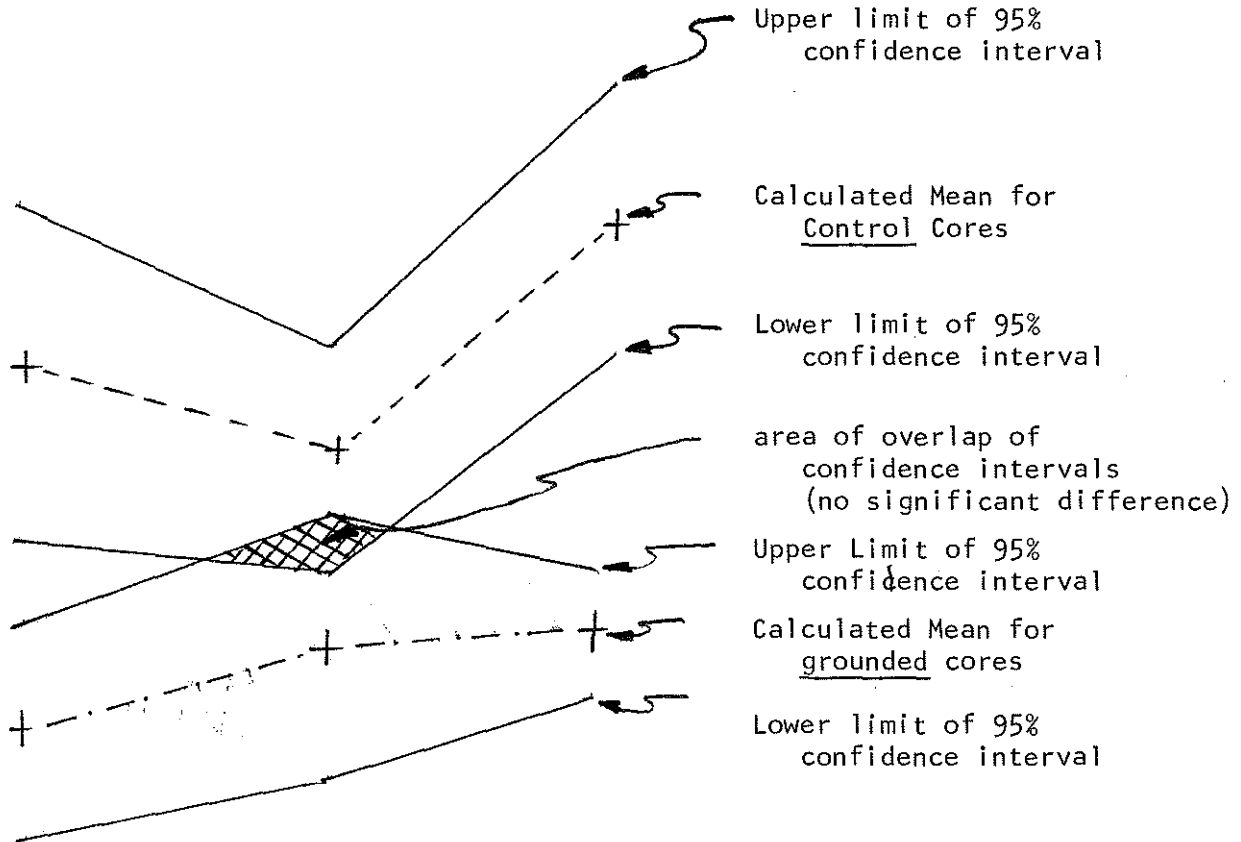 Upper limit of 95%
confidence interval
Calculated Mean for
Control Cores
Lower limit of 95%
confidence interval
area of overlap of
confidence intervals
(no significant difference)
Upper Limit of 95%
confidence interval
Calculated Mean for
grounded cores
Lower limit of 95%
confidence interval